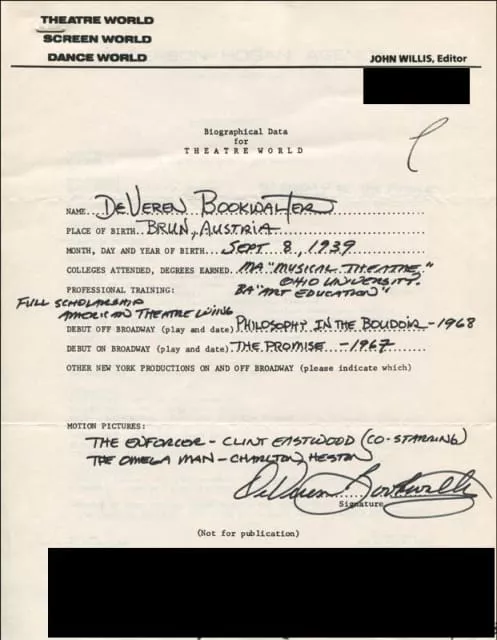 THEATRE WORLD
SCREEN WORLD
DANCE WORLD
JOHN WILLIS, Editor
Biographical Data
for
THEATRE WORLD
NAME...DeVEREN BOOKWALTER
PLACE OF BIRTH..BRUN, AUSTRIA
MONTH, DAY AND YEAR OF BIRTH...SEPT 8, 1939
COLLEGES ATTENDED, DEGREES EARNED..MA "MUSICAL THEATRE"
OHIO UNIVERSITY.
PROFESSIONAL TRAINING: BA "ART EDUCATION"
FULL SCHOLARSHIP
AMERICAN THEATRE WING
DEBUT OFF BROADWAY (play and date) PHILOSOPHY IN THE BOUDOIR - 1968
DEBUT ON BROADWAY (play and date) THE PROMISE - 1967
OTHER NEW YORK PRODUCTIONS ON AND OFF BROADWAY (please indicate which)
MOTION PICTURES:
THE ENFORCER - CLINT EASTWOOD (CO-STARRING)
THE OMEGA MAN - CHARLTON HESTON
DeVeren Bookwalter
Signature
(Not for publication)